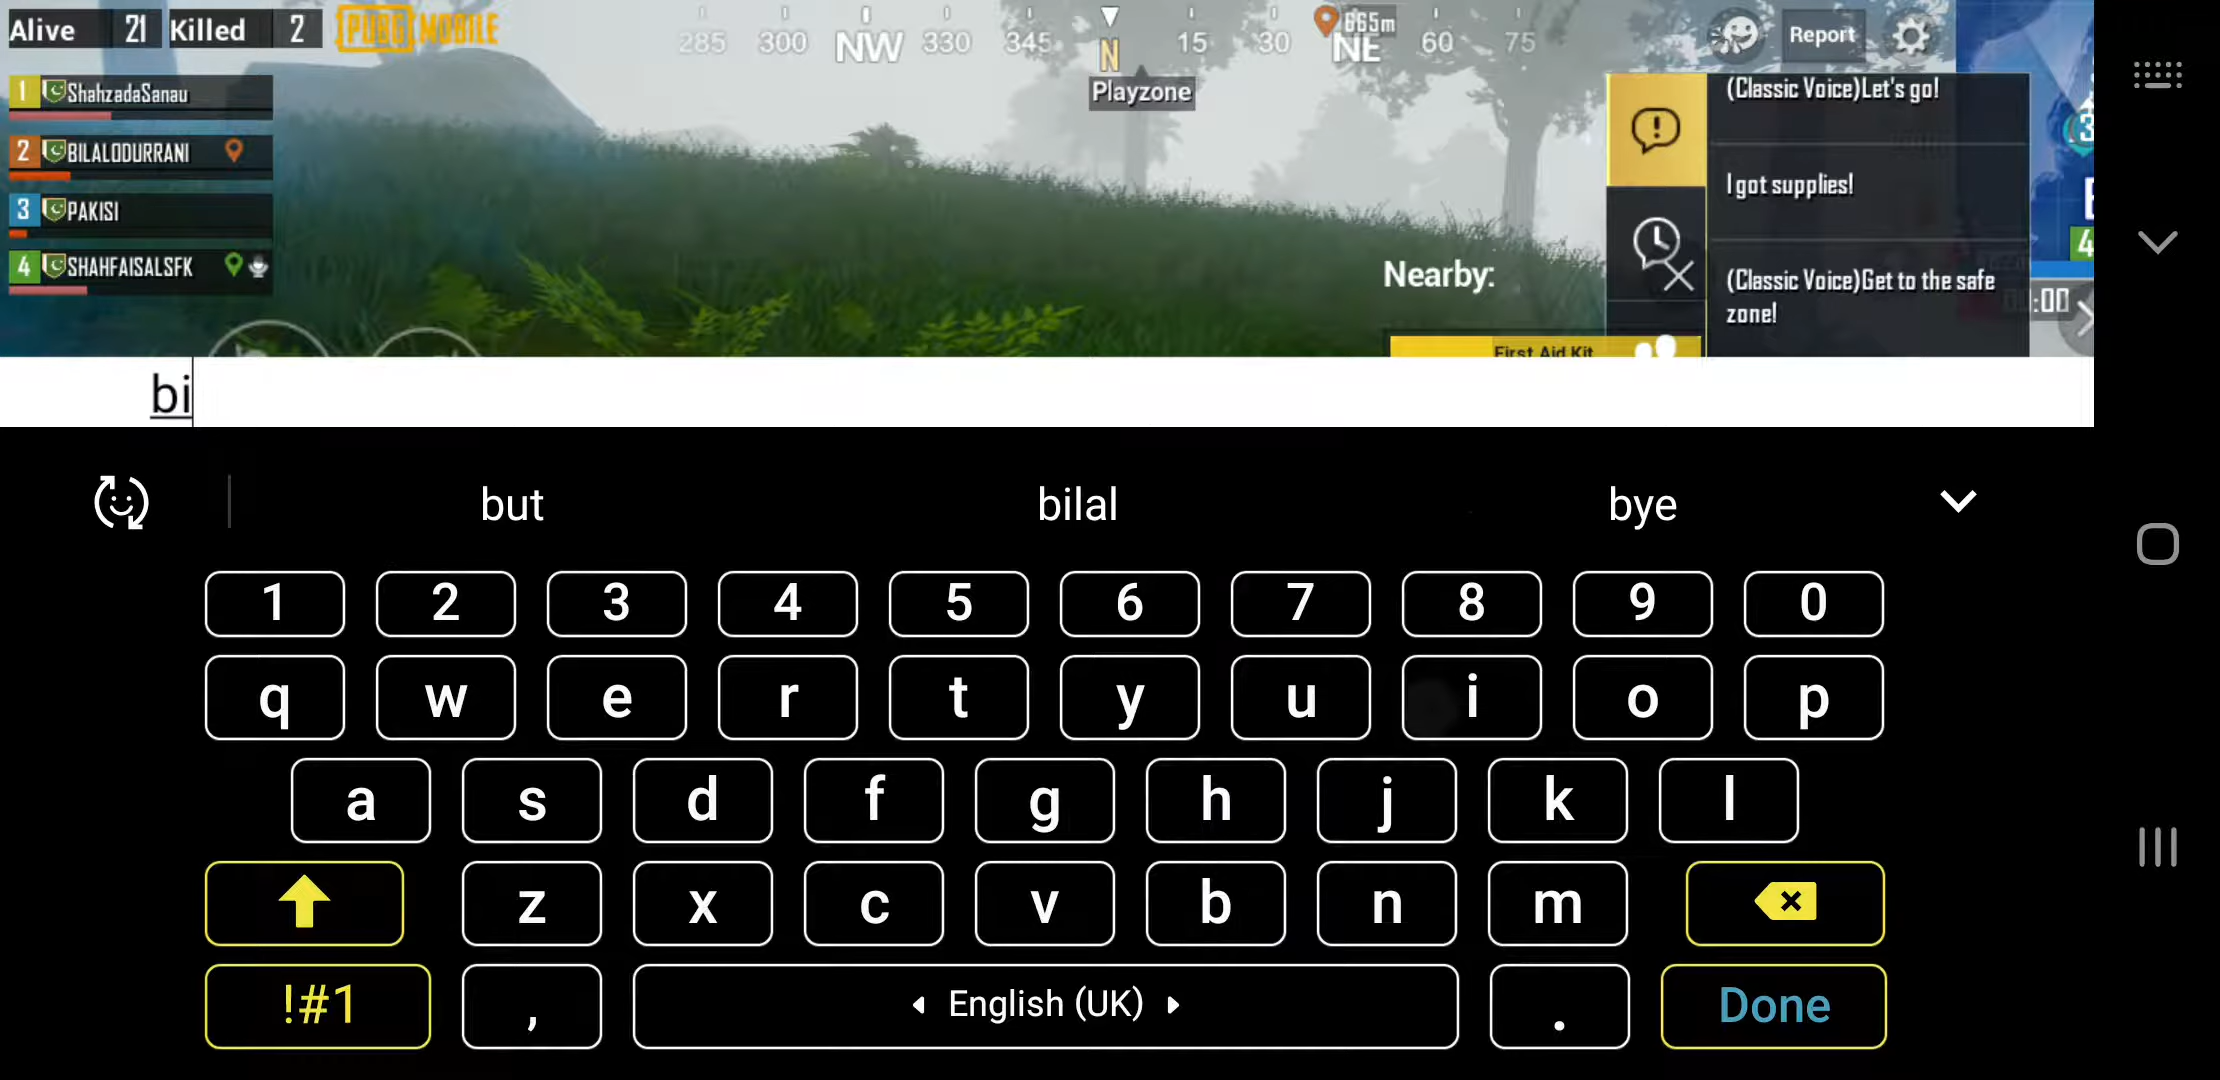 Alive 21 Killed 2 PUBG MOBILE
285 300 NW 330 345 N 15 30 NE 60 75
665m
Playzone
Report
1 ShahzadaSanau
2 BILALODURRANI
3 PAKISI
4 SHAHFAISALSFK
(Classic Voice)Let's go!
I got supplies!
(Classic Voice)Get to the safe
zone!
Nearby:
First Aid Kit
3
4
:00
bi
but bilal bye
1 2 3 4 5 6 7 8 9 0
q w e r t y u i o p
a s d f g h j k l
z x c v b n m
!#1 , English (UK) . Done